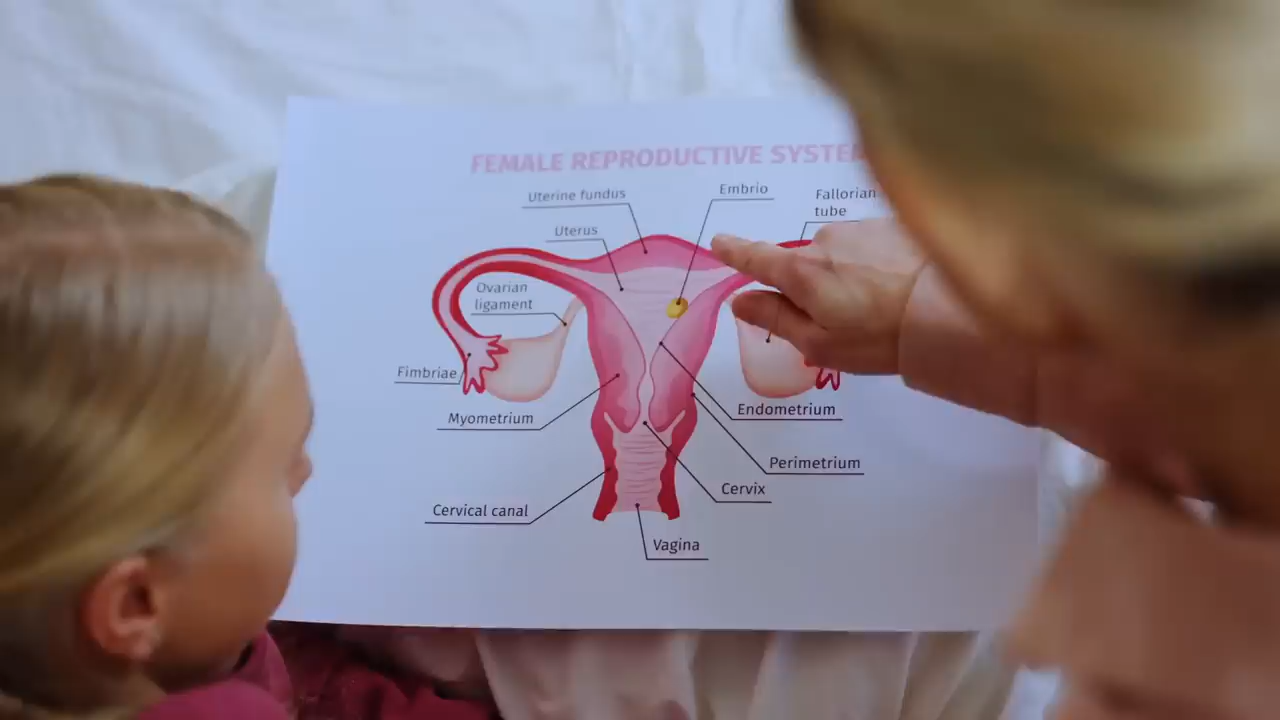 FEMALE REPRODUCTIVE SYSTE
Uterine fundus
Embrio
Fallorian
tube
Uterus
Ovarian
ligament
Fimbriae
Myometrium
Endometrium
Perimetrium
Cervix
Cervical canal
Vagina